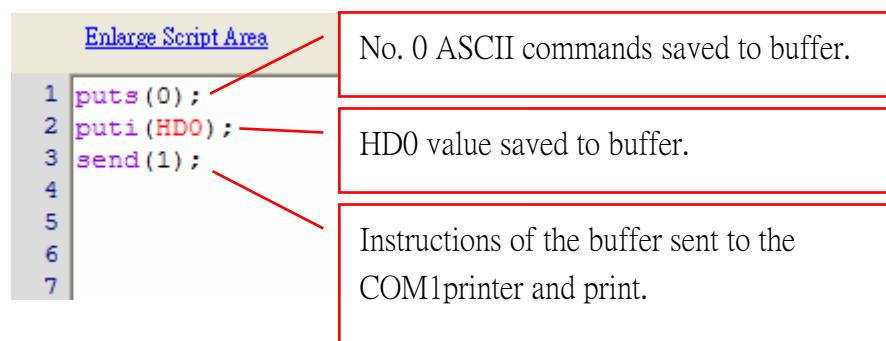 Enlarge Script Area
No. 0 ASCII commands saved to buffer.
1 puts(0);
2 puti(HD0);
3 send(1);
4
5
6
7
HD0 value saved to buffer.
Instructions of the buffer sent to the
COM1printer and print.